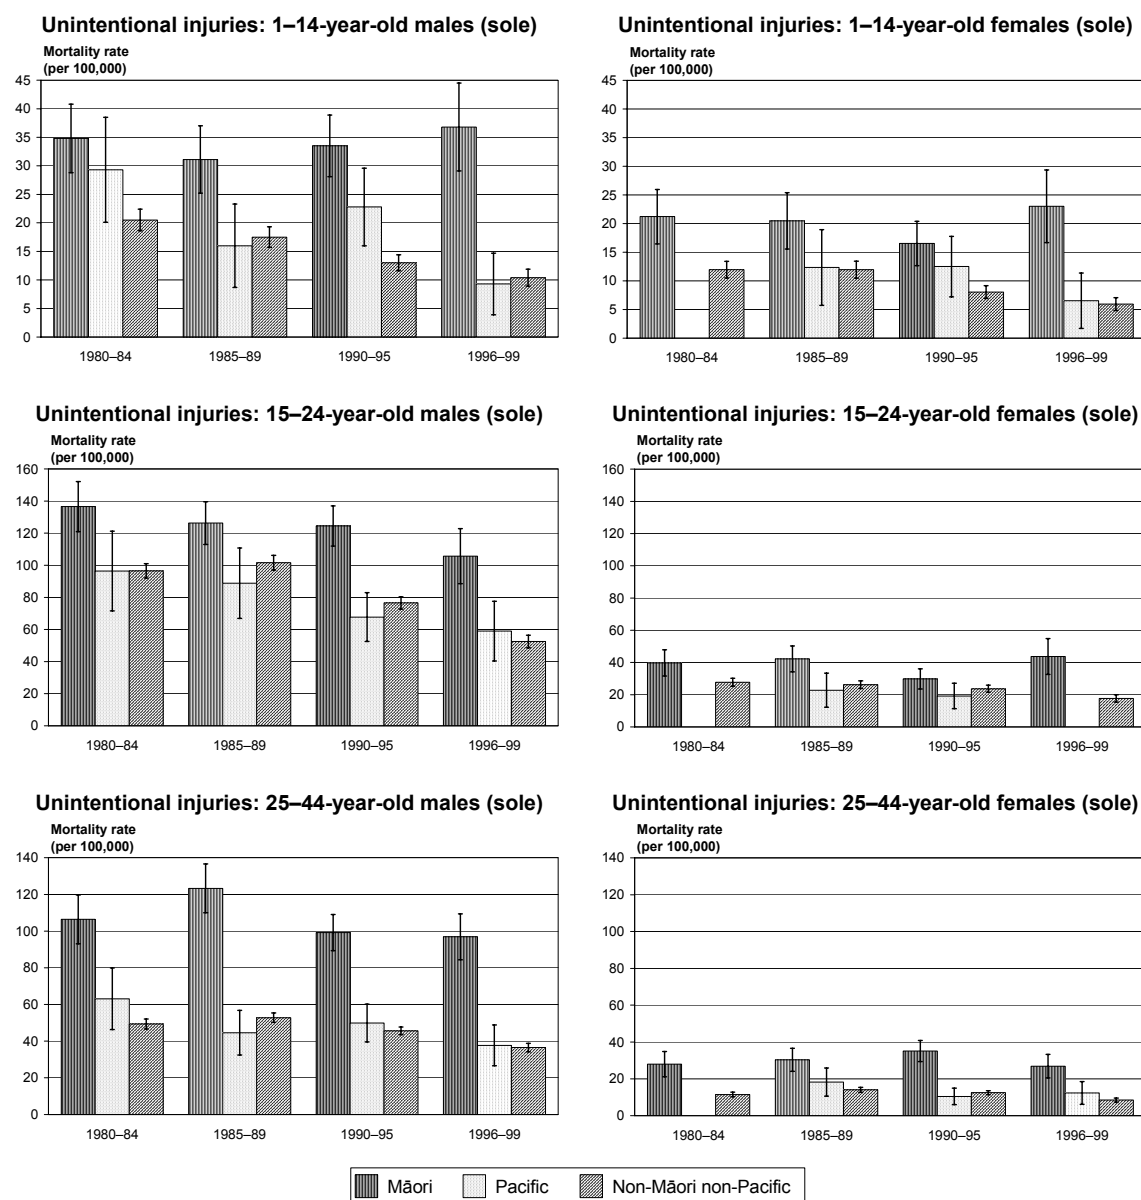 Unintentional injuries: 1–14-year-old males (sole)
Mortality rate
(per 100,000)
45
40
35
30
25
20
15
10
5
0
1980–84 1985–89 1990–95 1996–99
Unintentional injuries: 1–14-year-old females (sole)
Mortality rate
(per 100,000)
45
40
35
30
25
20
15
10
5
0
1980–84 1985–89 1990–95 1996–99
Unintentional injuries: 15–24-year-old males (sole)
Mortality rate
(per 100,000)
160
140
120
100
80
60
40
20
0
1980–84 1985–89 1990–95 1996–99
Unintentional injuries: 15–24-year-old females (sole)
Mortality rate
(per 100,000)
160
140
120
100
80
60
40
20
0
1980–84 1985–89 1990–95 1996–99
Unintentional injuries: 25–44-year-old males (sole)
Mortality rate
(per 100,000)
140
120
100
80
60
40
20
0
1980–84 1985–89 1990–95 1996–99
Unintentional injuries: 25–44-year-old females (sole)
Mortality rate
(per 100,000)
140
120
100
80
60
40
20
0
1980–84 1985–89 1990–95 1996–99
Māori Pacific Non-Māori non-Pacific